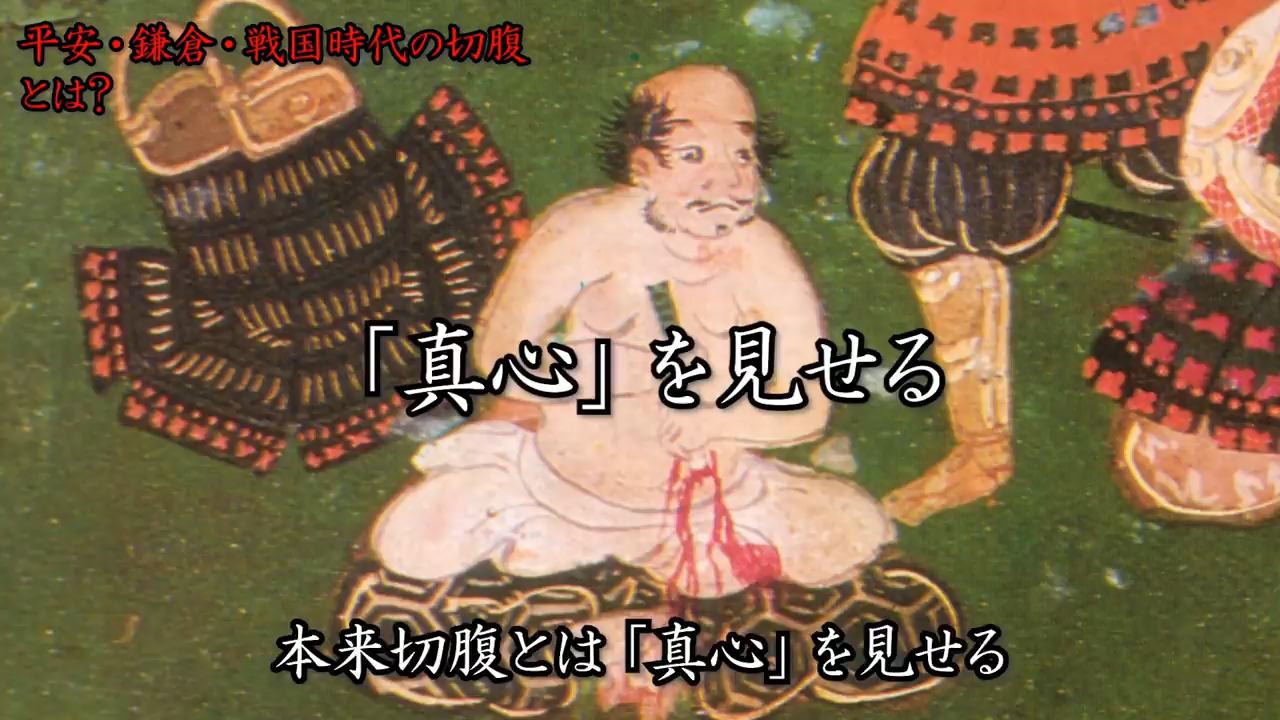 平安・鎌倉・戦国時代の切腹
とは?
「真心」を見せる
本来切腹とは「真心」を見せる